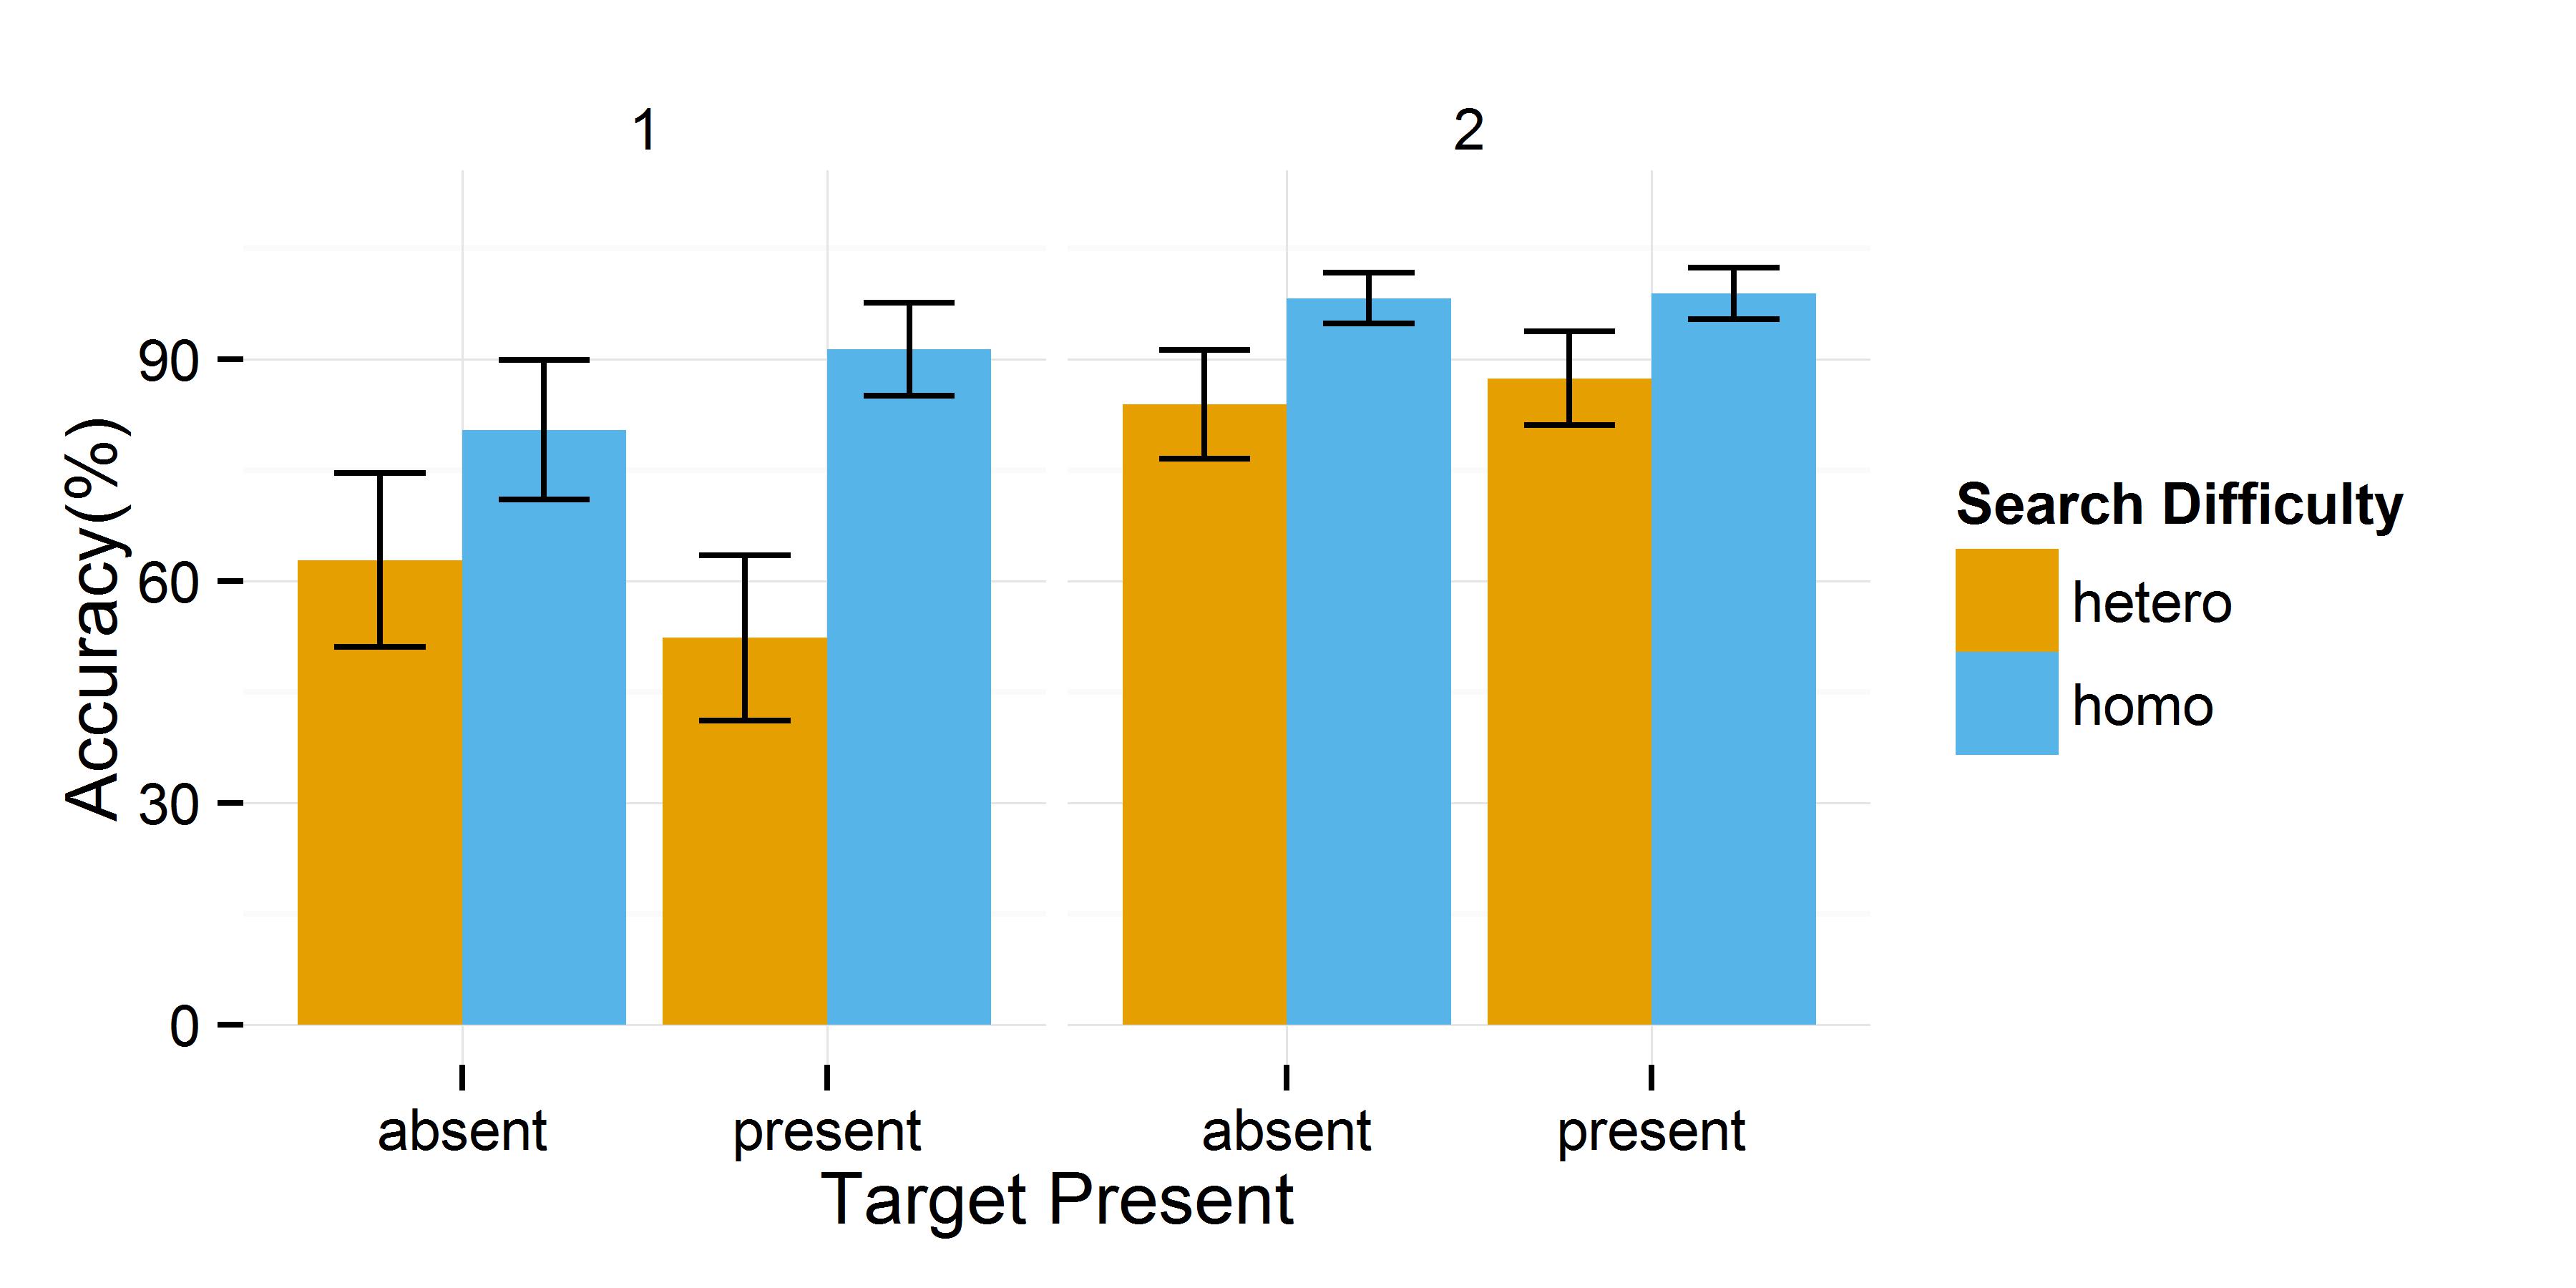 1
2
Accuracy(%)
90
60
30
0
absent
present
absent
present
Target Present
Search Difficulty
hetero
homo